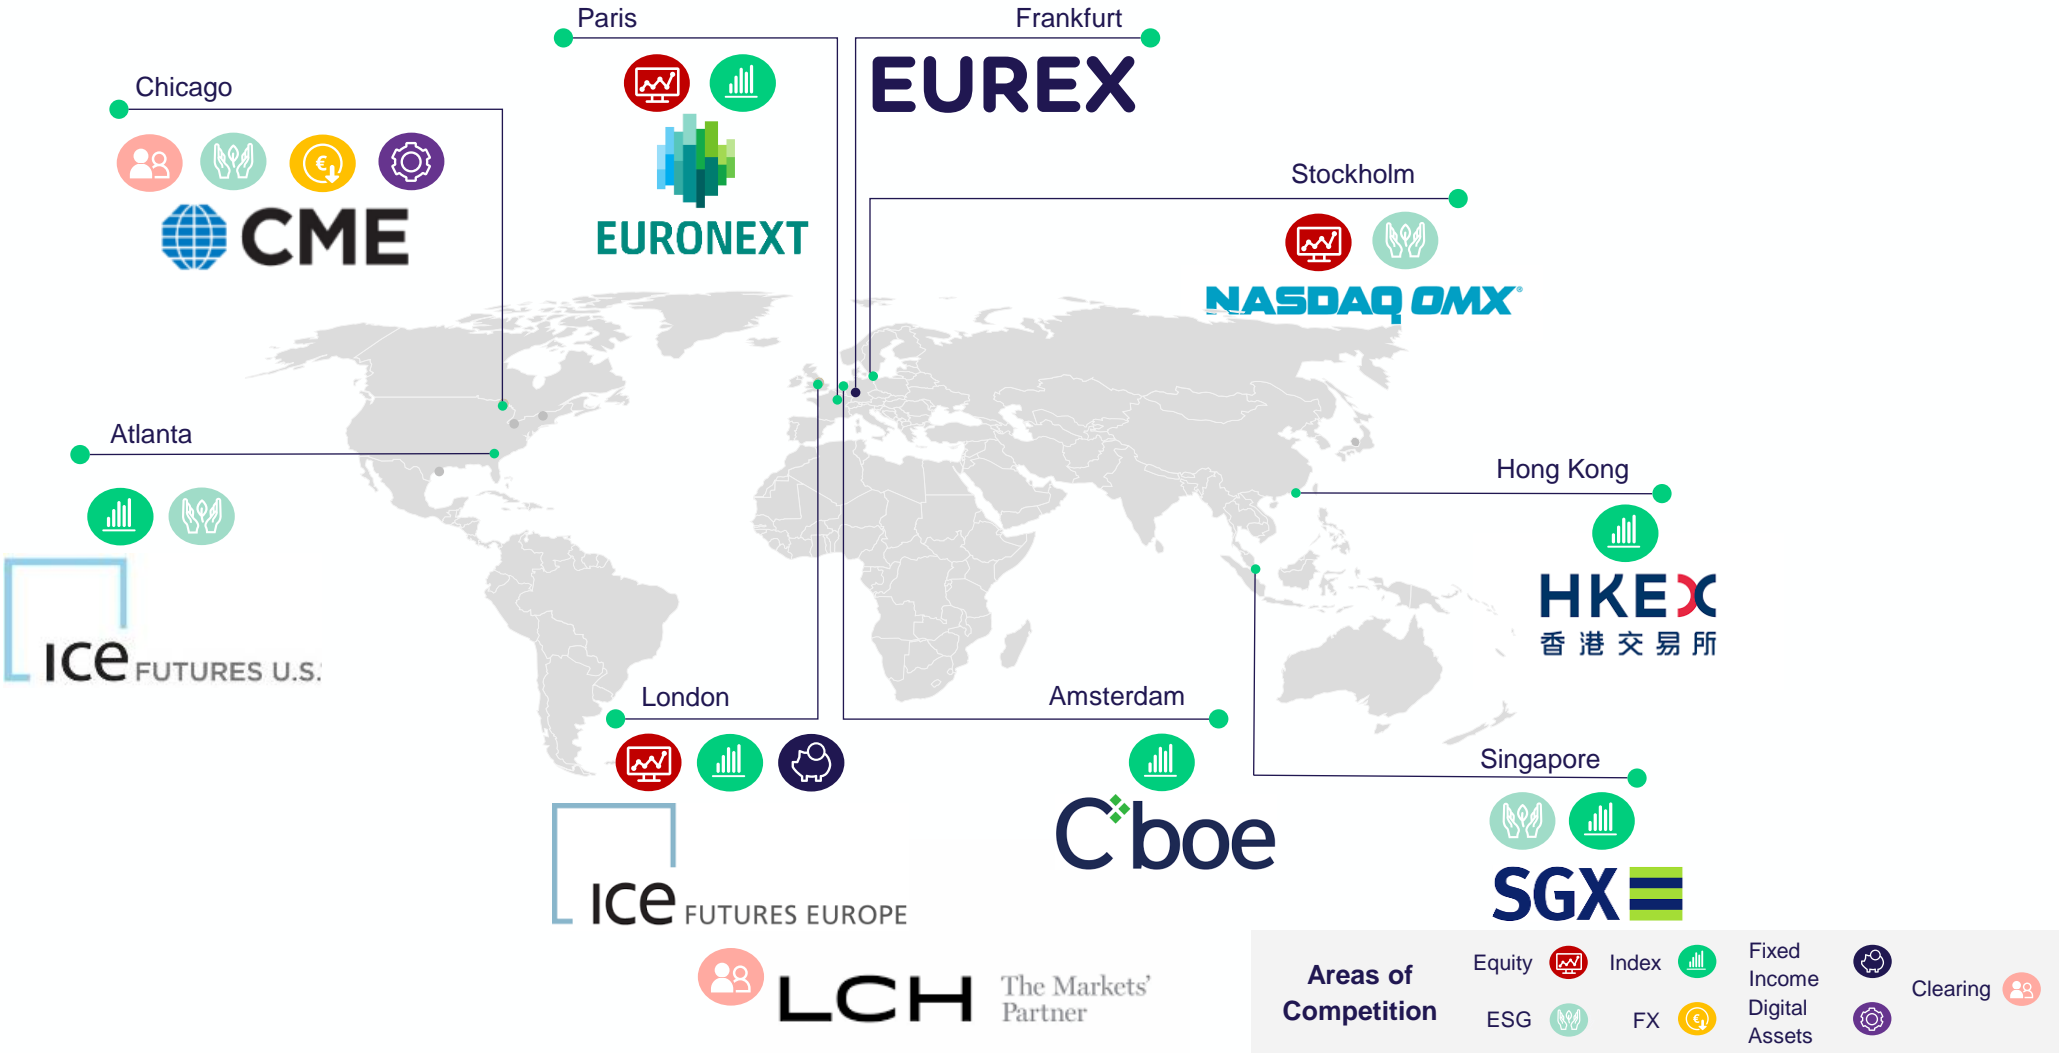 Paris
Frankfurt
EUREX
Chicago
CME
EURONEXT
Stockholm
NASDAQ OMX
Atlanta
Hong Kong
HKEX
香港交易所
ice FUTURES U.S.
London
Amsterdam
Singapore
Cboe
ice FUTURES EUROPE
SGX
LCH
The Markets'
Partner
Areas of
Competition
Equity
Index
Fixed
Income
ESG
FX
Digital
Assets
Clearing